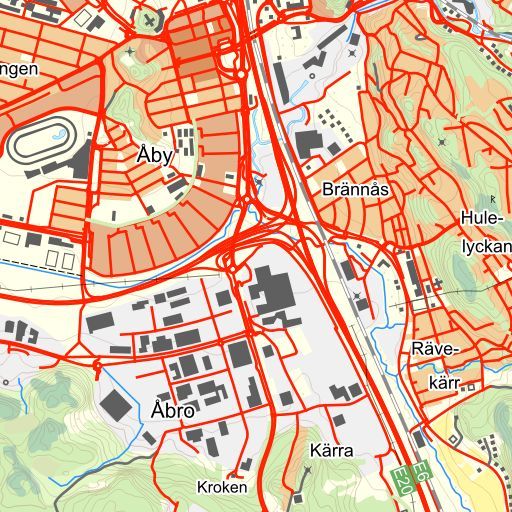 ngen
Åby
Brännås
Hule-
lyckan
Räve-
kärr
Åbro
Kärra
Kroken
E6
E20
R